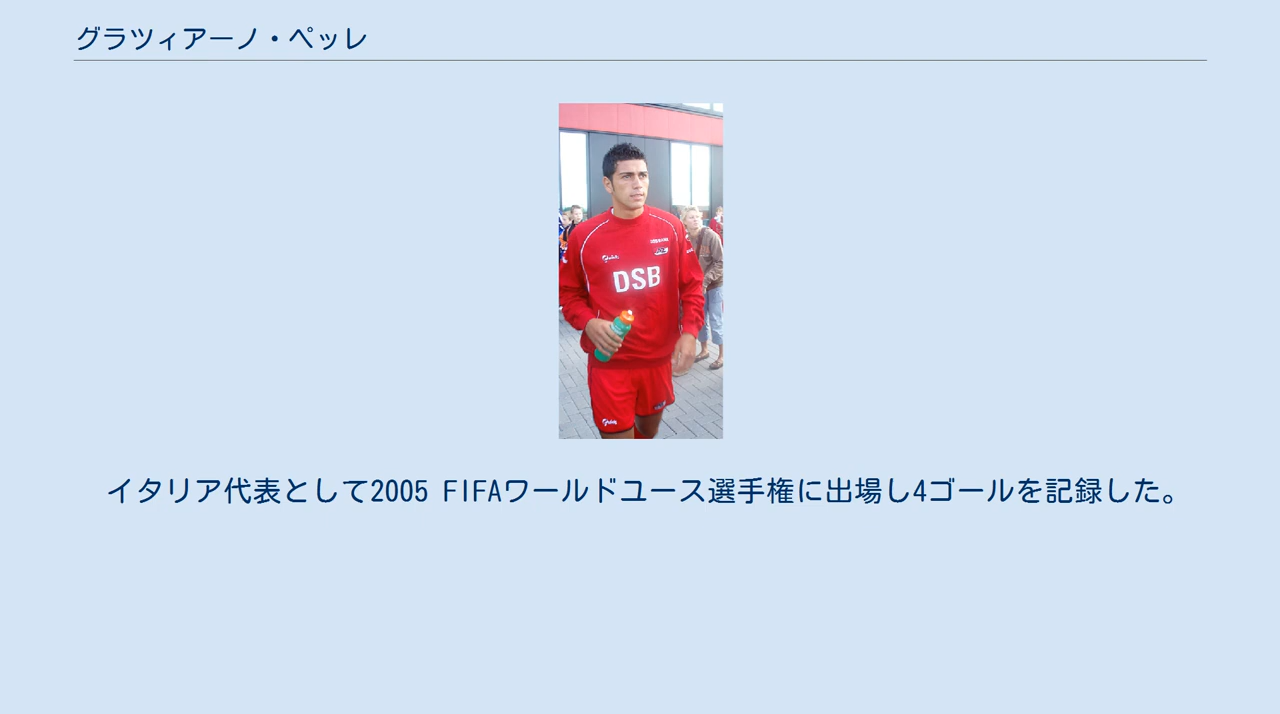 グラツィアーノ・ペッレ
DSB
イタリア代表として2005 FIFAワールドユース選手権に出場し4ゴールを記録した。